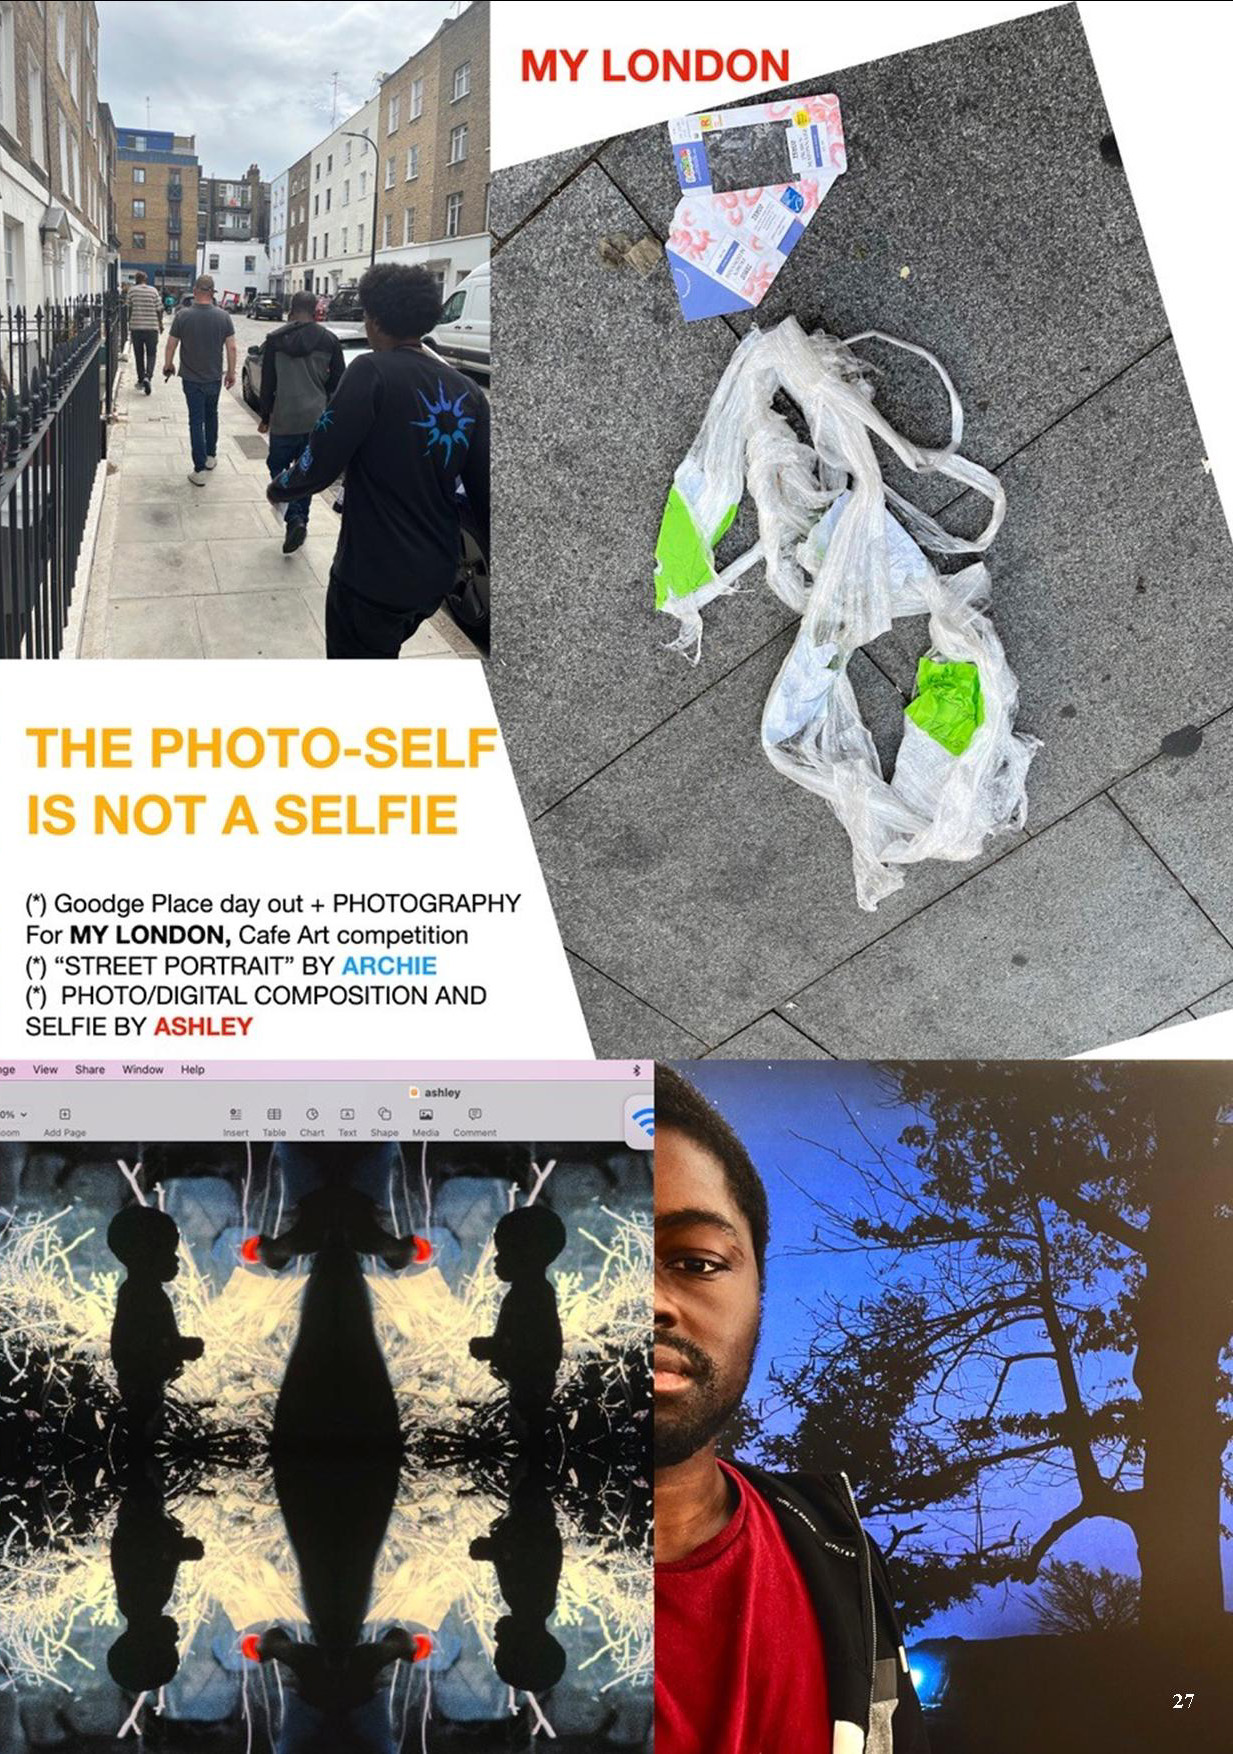 MY LONDON
THE PHOTO-SELF
IS NOT A SELFIE
(*) Goodge Place day out + PHOTOGRAPHY
For MY LONDON, Cafe Art competition
(*) “STREET PORTRAIT” BY ARCHIE
(*) PHOTO/DIGITAL COMPOSITION AND
SELFIE BY ASHLEY
View Share Window Help
ashley
Add Page Insert Table Chart Text Shape Media Comment
27